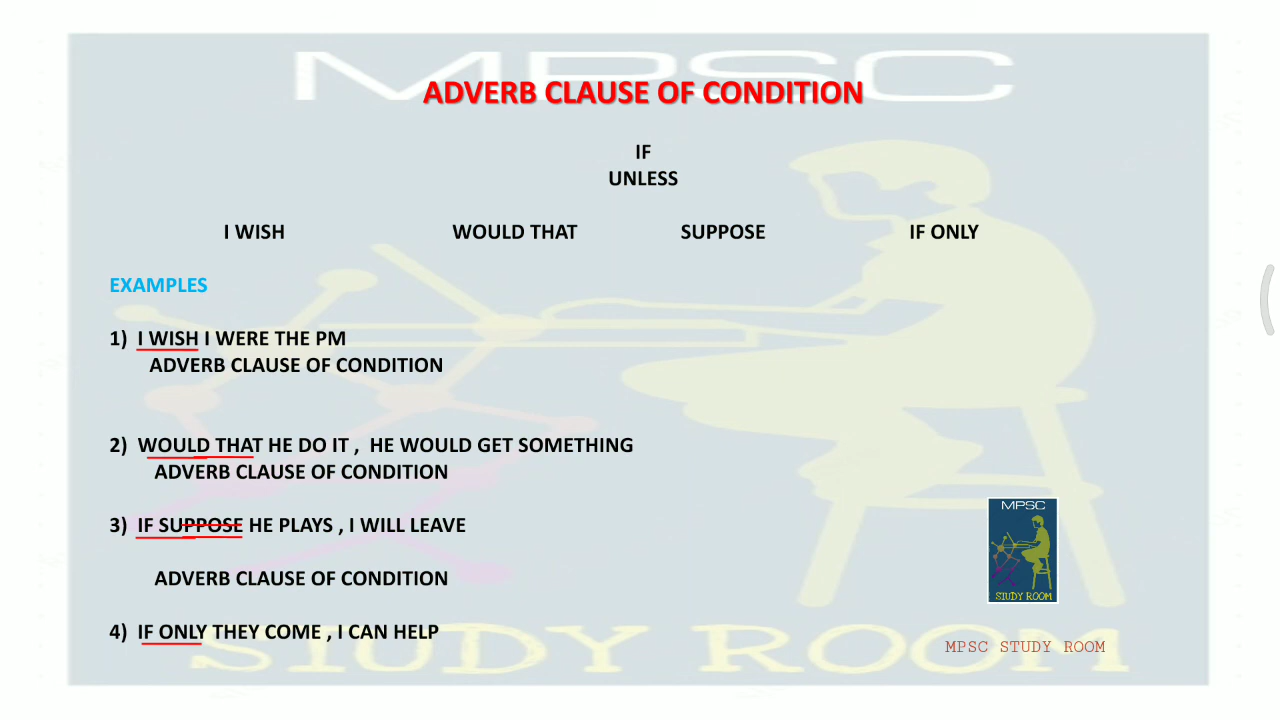 MPSC
ADVERB CLAUSE OF CONDITION
IF
UNLESS
I WISH WOULD THAT SUPPOSE IF ONLY
EXAMPLES
1) I WISH I WERE THE PM
ADVERB CLAUSE OF CONDITION
2) WOULD THAT HE DO IT , HE WOULD GET SOMETHING
ADVERB CLAUSE OF CONDITION
3) IF SUPPOSE HE PLAYS , I WILL LEAVE
ADVERB CLAUSE OF CONDITION
4) IF ONLY THEY COME , I CAN HELP
STUDY ROOM
MPSC
STUDY ROOM
MPSC STUDY ROOM